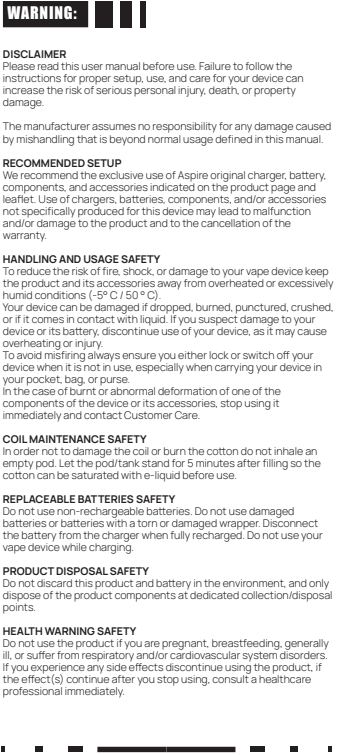 WARNING:
DISCLAIMER
Please read this user manual before use. Failure to follow the
instructions for proper setup, use, and care for your device can
increase the risk of serious personal injury, death, or property
damage.
The manufacturer assumes no responsibility for any damage caused
by mishandling that is beyond normal usage defined in this manual.
RECOMMENDED SETUP
We recommend the exclusive use of Aspire original charger, battery,
components, and accessories indicated on the product page and
leaflet. Use of chargers, batteries, components, and/or accessories
not specifically produced for this device may lead to malfunction
and/or damage to the product and to the cancellation of the
warranty.
HANDLING AND USAGE SAFETY
To reduce the risk of fire, shock, or damage to your vape device keep
the product and its accessories away from overheated or excessively
humid conditions (-5° C / 50 ° C).
Your device can be damaged if dropped, burned, punctured, crushed,
or if it comes in contact with liquid. If you suspect damage to your
device or its battery, discontinue use of your device, as it may cause
overheating or injury.
To avoid misfiring always ensure you either lock or switch off your
device when it is not in use, especially when carrying your device in
your pocket, bag, or purse.
In the case of burnt or abnormal deformation of one of the
components of the device or its accessories, stop using it
immediately and contact Customer Care.
COIL MAINTENANCE SAFETY
In order not to damage the coil or burn the cotton do not inhale an
empty pod. Let the pod/tank stand for 5 minutes after filling so the
cotton can be saturated with e-liquid before use.
REPLACEABLE BATTERIES SAFETY
Do not use non-rechargeable batteries. Do not use damaged
batteries or batteries with a torn or damaged wrapper. Disconnect
the battery from the charger when fully recharged. Do not use your
vape device while charging.
PRODUCT DISPOSAL SAFETY
Do not discard this product and battery in the environment, and only
dispose of the product components at dedicated collection/disposal
points.
HEALTH WARNING SAFETY
Do not use the product if you are pregnant, breastfeeding, generally
ill, or suffer from respiratory and/or cardiovascular system disorders.
If you experience any side effects discontinue using the product, if
the effect(s) continue after you stop using, consult a healthcare
professional immediately.